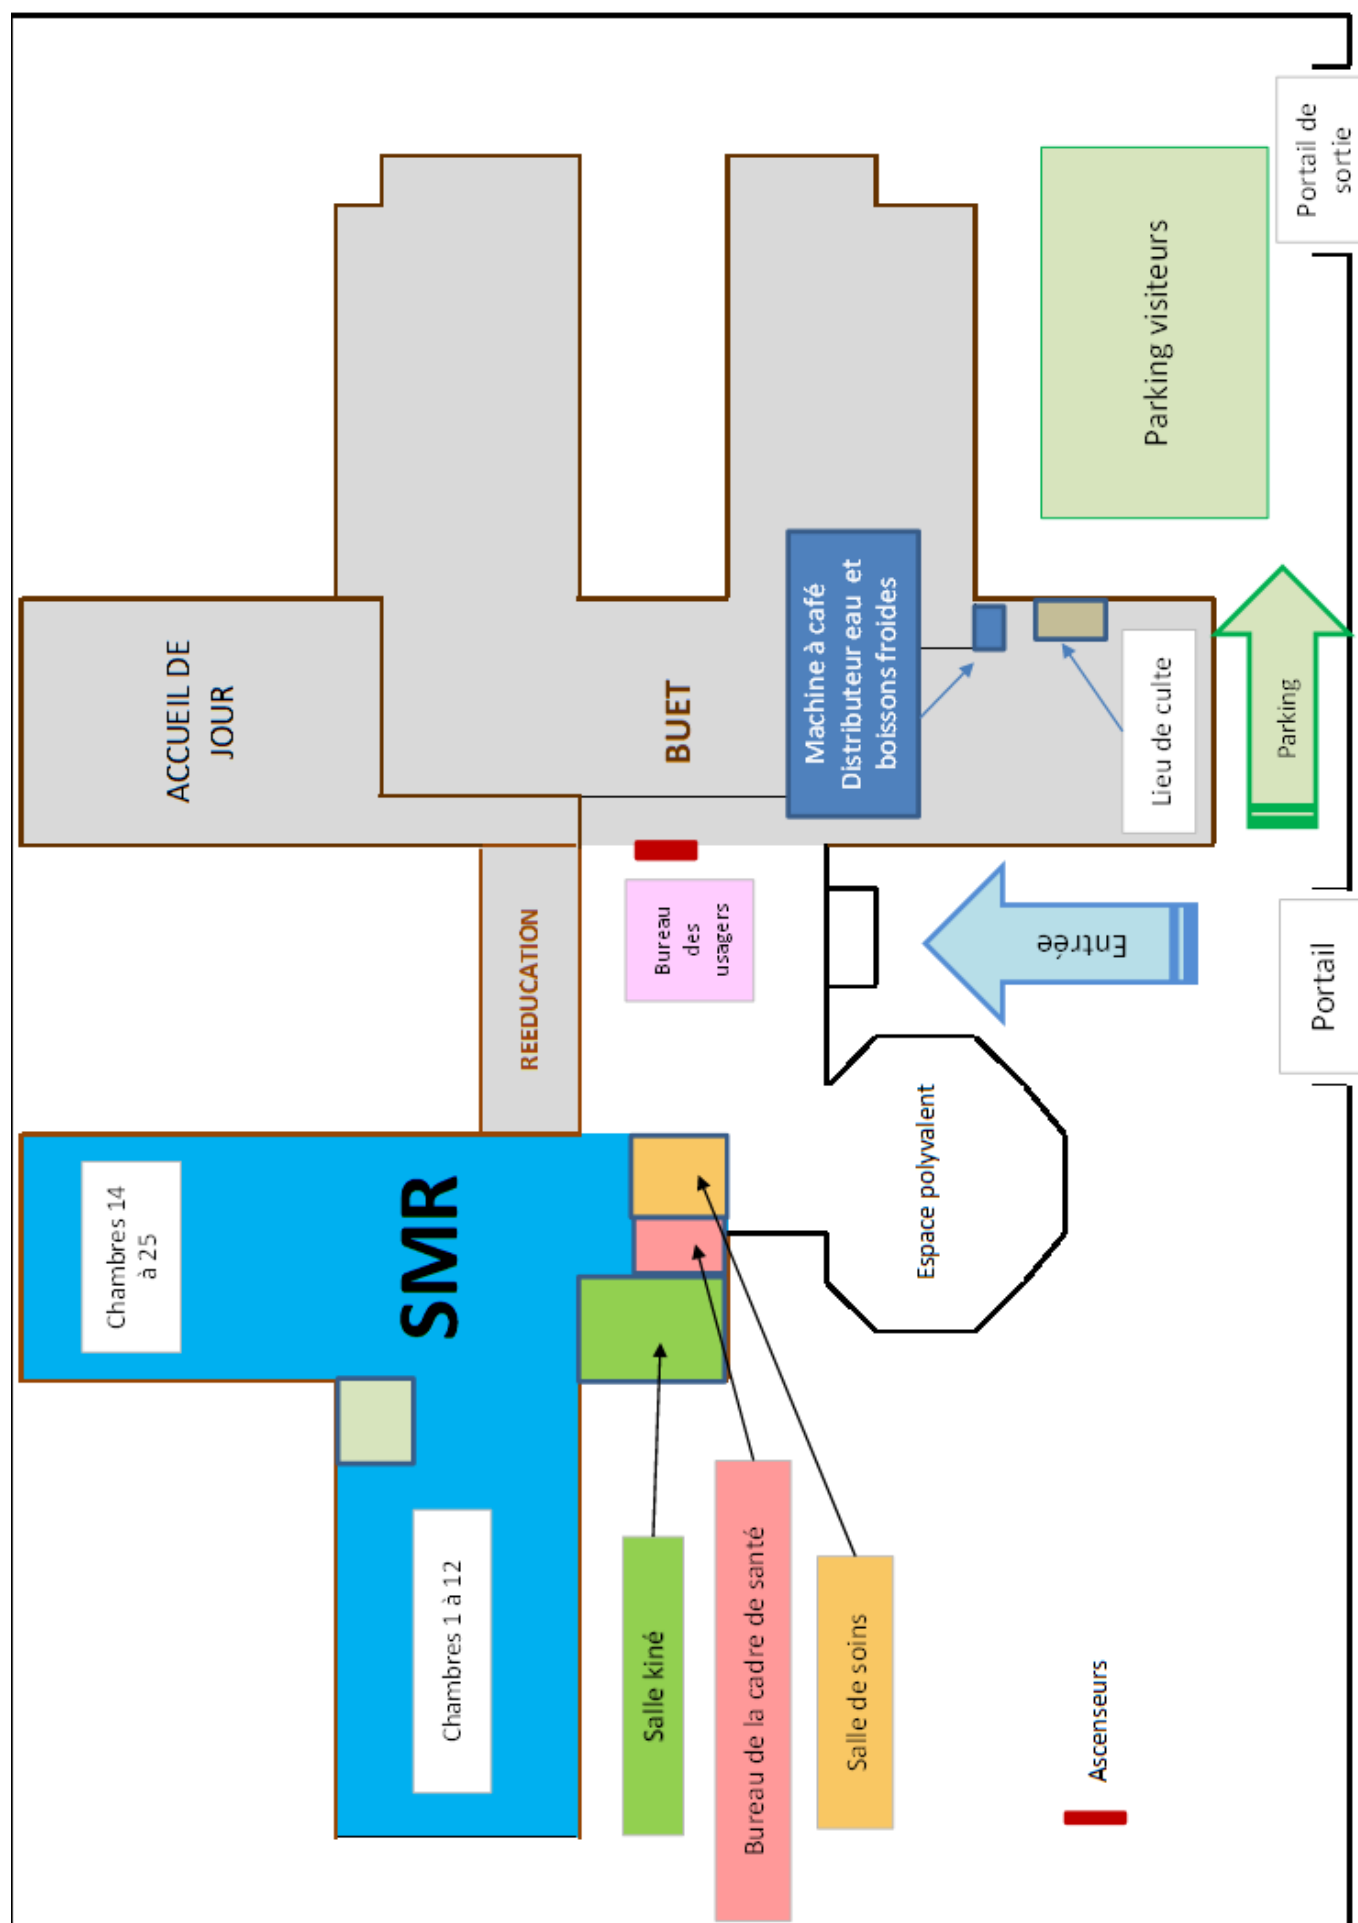 Chambres 14
à 25
SMR
Chambres 1 à 12
Salle kiné
Bureau de la cadre de santé
Salle de soins
Ascenseurs
REEDUCATION
Bureau
des
usagers
Espace polyvalent
Entrée
Portail
ACCUEIL DE
JOUR
BUET
Machine à café
Distributeur eau et
boissons froides
Lieu de culte
Parking
Parking visiteurs
Portail de
sortie